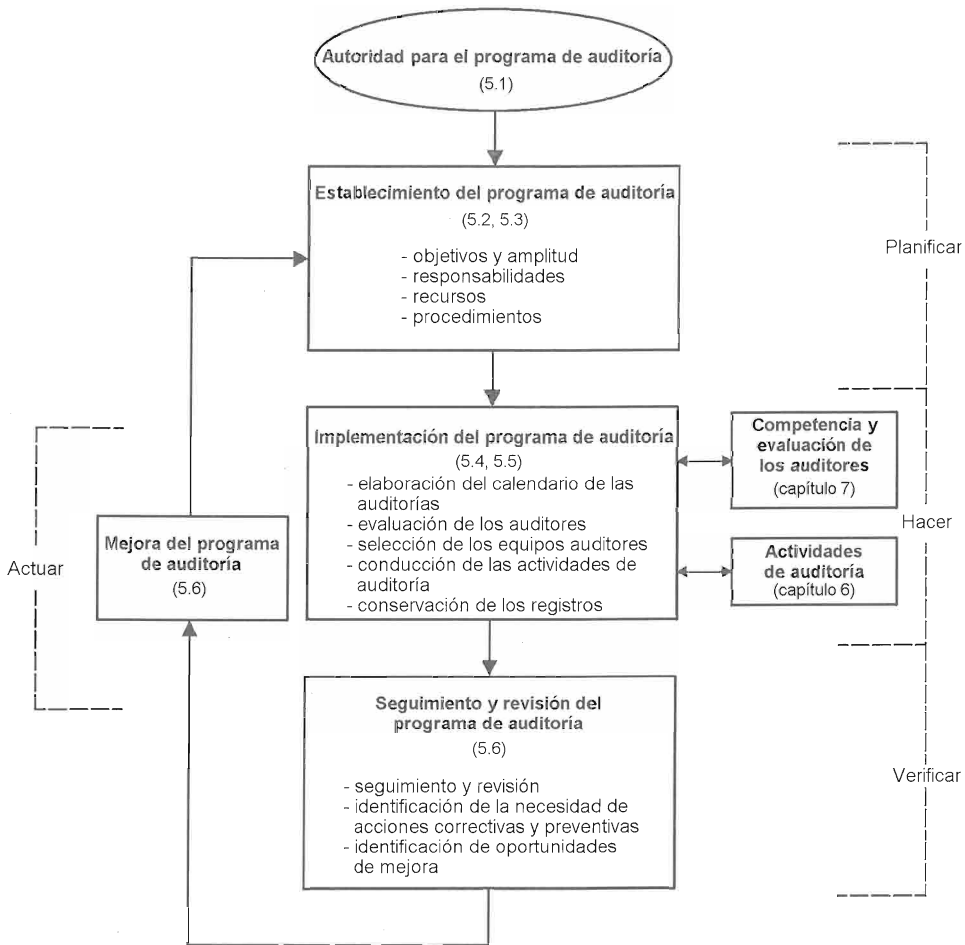 Autoridad para el programa de auditoría
(5.1)
Establecimiento del programa de auditoría
(5.2, 5.3)
- objetivos y amplitud
- responsabilidades
- recursos
- procedimientos
Planificar
Implementación del programa de auditoría
(5.4, 5.5)
- elaboración del calendario de las
auditorías
- evaluación de los auditores
- selección de los equipos auditores
- conducción de las actividades de
auditoría
- conservación de los registros
Competencia y
evaluación de
los auditores
(capítulo 7)
Actividades
de auditoría
(capítulo 6)
Hacer
Mejora del programa
de auditoría
(5.6)
Actuar
Seguimiento y revisión del
programa de auditoría
(5.6)
- seguimiento y revisión
- identificación de la necesidad de
acciones correctivas y preventivas
- identificación de oportunidades
de mejora
Verificar